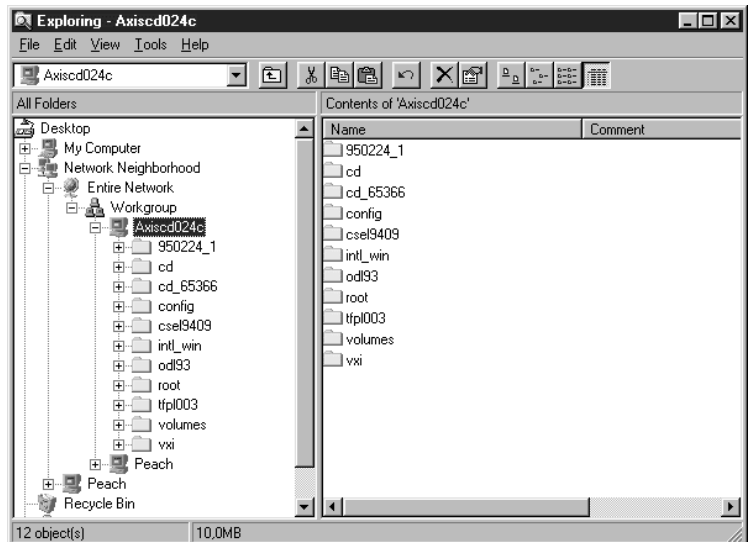 Exploring - Axiscd024c
File Edit View Tools Help
Axiscd024c
All Folders
Contents of 'Axiscd024c'
Desktop
My Computer
Network Neighborhood
Entire Network
Workgroup
Axiscd024c
950224_1
cd
cd_65366
config
csel9409
intl_win
odl93
root
tfpl003
volumes
vxi
Peach
Peach
Recycle Bin
Name Comment
950224_1
cd
cd_65366
config
csel9409
intl_win
odl93
root
tfpl003
volumes
vxi
12 object(s) 10,0MB